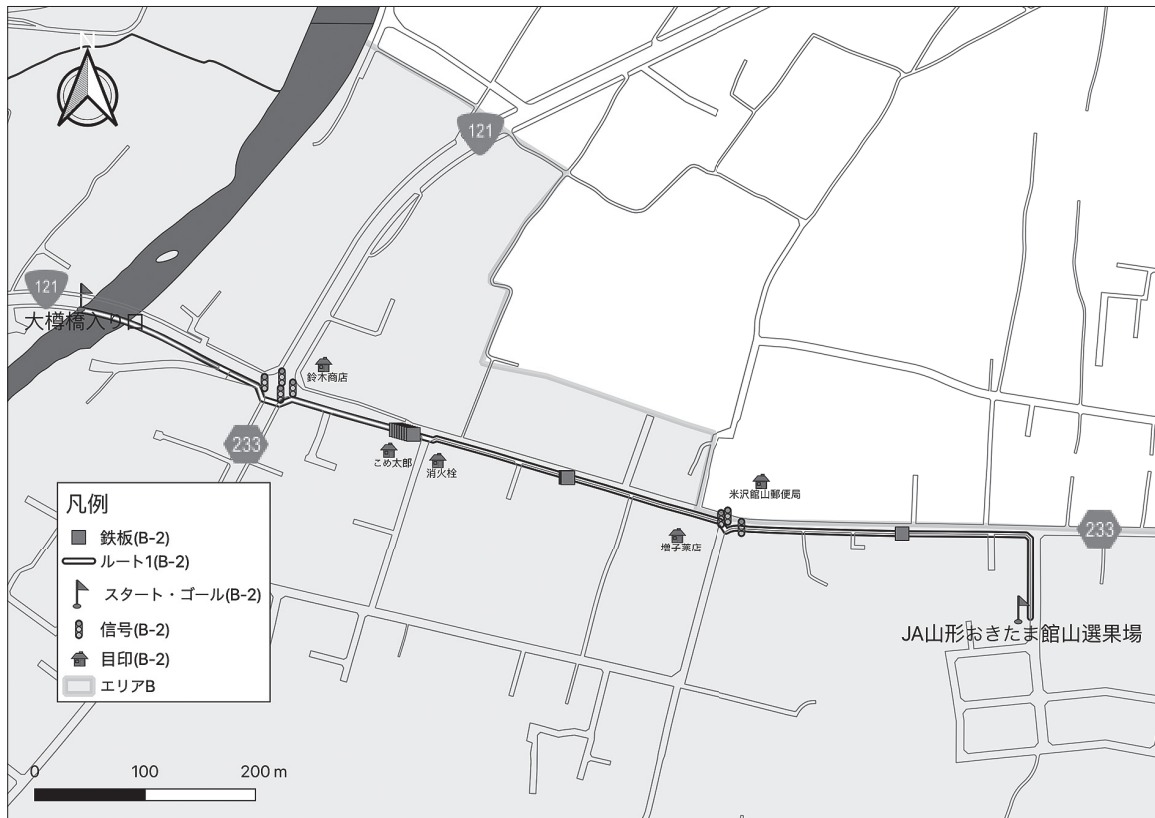 N
121
121
大樽橋入り口
鈴木商店
233
こめ太郎
消火栓
米沢館山郵便局
増子薬店
233
JA山形おきたま館山選果場
凡例
鉄板(B-2)
ルート1(B-2)
スタート・ゴール(B-2)
信号(B-2)
目印(B-2)
エリアB
0 100 200 m